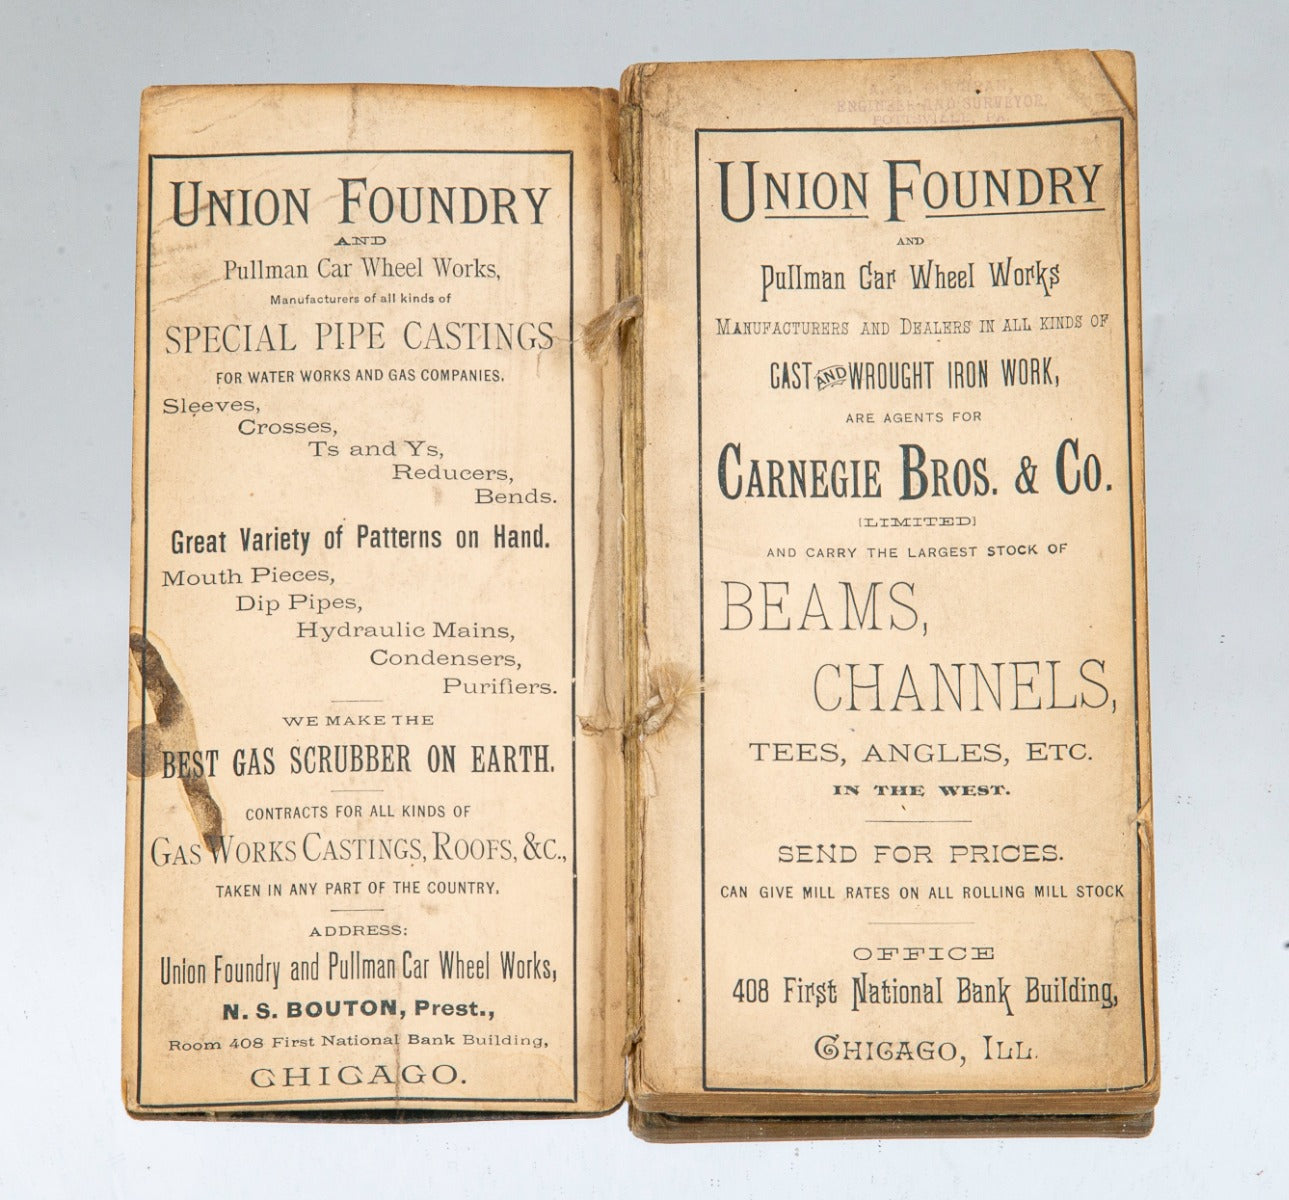 UNION FOUNDRY
AND
Pullman Car Wheel Works,
Manufacturers of all kinds of
SPECIAL PIPE CASTINGS
FOR WATER WORKS AND GAS COMPANIES.
Sleeves,
Crosses,
Ts and Ys,
Reducers,
Bends.
Great Variety of Patterns on Hand.
Mouth Pieces,
Dip Pipes,
Hydraulic Mains,
Condensers,
Purifiers.
WE MAKE THE
BEST GAS SCRUBBER ON EARTH.
CONTRACTS FOR ALL KINDS OF
GAS WORKS CASTINGS, ROOFS, &C.,
TAKEN IN ANY PART OF THE COUNTRY.
ADDRESS:
Union Foundry and Pullman Car Wheel Works,
N. S. BOUTON, Prest.,
Room 408 First National Bank Building,
CHICAGO.
ENGINEER AND SURVEYOR,
POTTSVILLE, PA.
UNION FOUNDRY
AND
Pullman Car Wheel Works
MANUFACTURERS AND DEALERS IN ALL KINDS OF
CAST AND WROUGHT IRON WORK,
ARE AGENTS FOR
CARNEGIE BROS. & CO.
[LIMITED]
AND CARRY THE LARGEST STOCK OF
BEAMS,
CHANNELS,
TEES, ANGLES, ETC.
IN THE WEST.
SEND FOR PRICES.
CAN GIVE MILL RATES ON ALL ROLLING MILL STOCK
OFFICE
408 First National Bank Building,
CHICAGO, ILL.